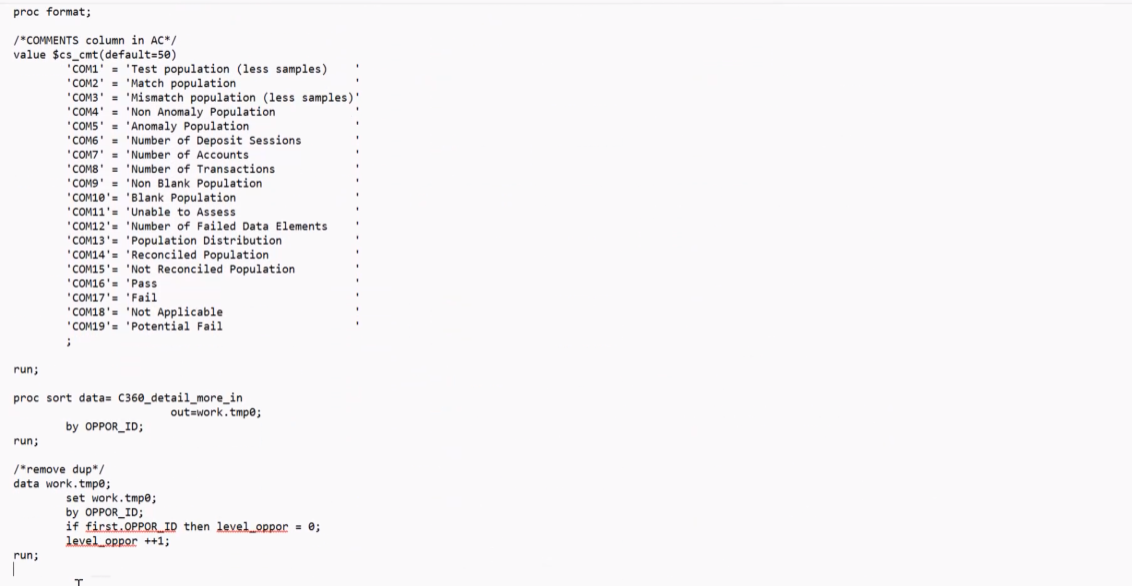 proc format;
/*COMMENTS column in AC*/
value $cs_cmt(default=50)
'COM1' = 'Test population (less samples)    '
'COM2' = 'Match population                  '
'COM3' = 'Mismatch population (less samples)'
'COM4' = 'Non Anomaly Population            '
'COM5' = 'Anomaly Population                '
'COM6' = 'Number of Deposit Sessions        '
'COM7' = 'Number of Accounts                '
'COM8' = 'Number of Transactions            '
'COM9' = 'Non Blank Population              '
'COM10'= 'Blank Population                  '
'COM11'= 'Unable to Assess                  '
'COM12'= 'Number of Failed Data Elements    '
'COM13'= 'Population Distribution           '
'COM14'= 'Reconciled Population             '
'COM15'= 'Not Reconciled Population         '
'COM16'= 'Pass                              '
'COM17'= 'Fail                              '
'COM18'= 'Not Applicable                    '
'COM19'= 'Potential Fail                    '
;
run;
proc sort data= C360_detail_more_in
out=work.tmp0;
by OPPOR_ID;
run;
/*remove dup*/
data work.tmp0;
set work.tmp0;
by OPPOR_ID;
if first.OPPOR_ID then level_oppor = 0;
level_oppor ++1;
run;